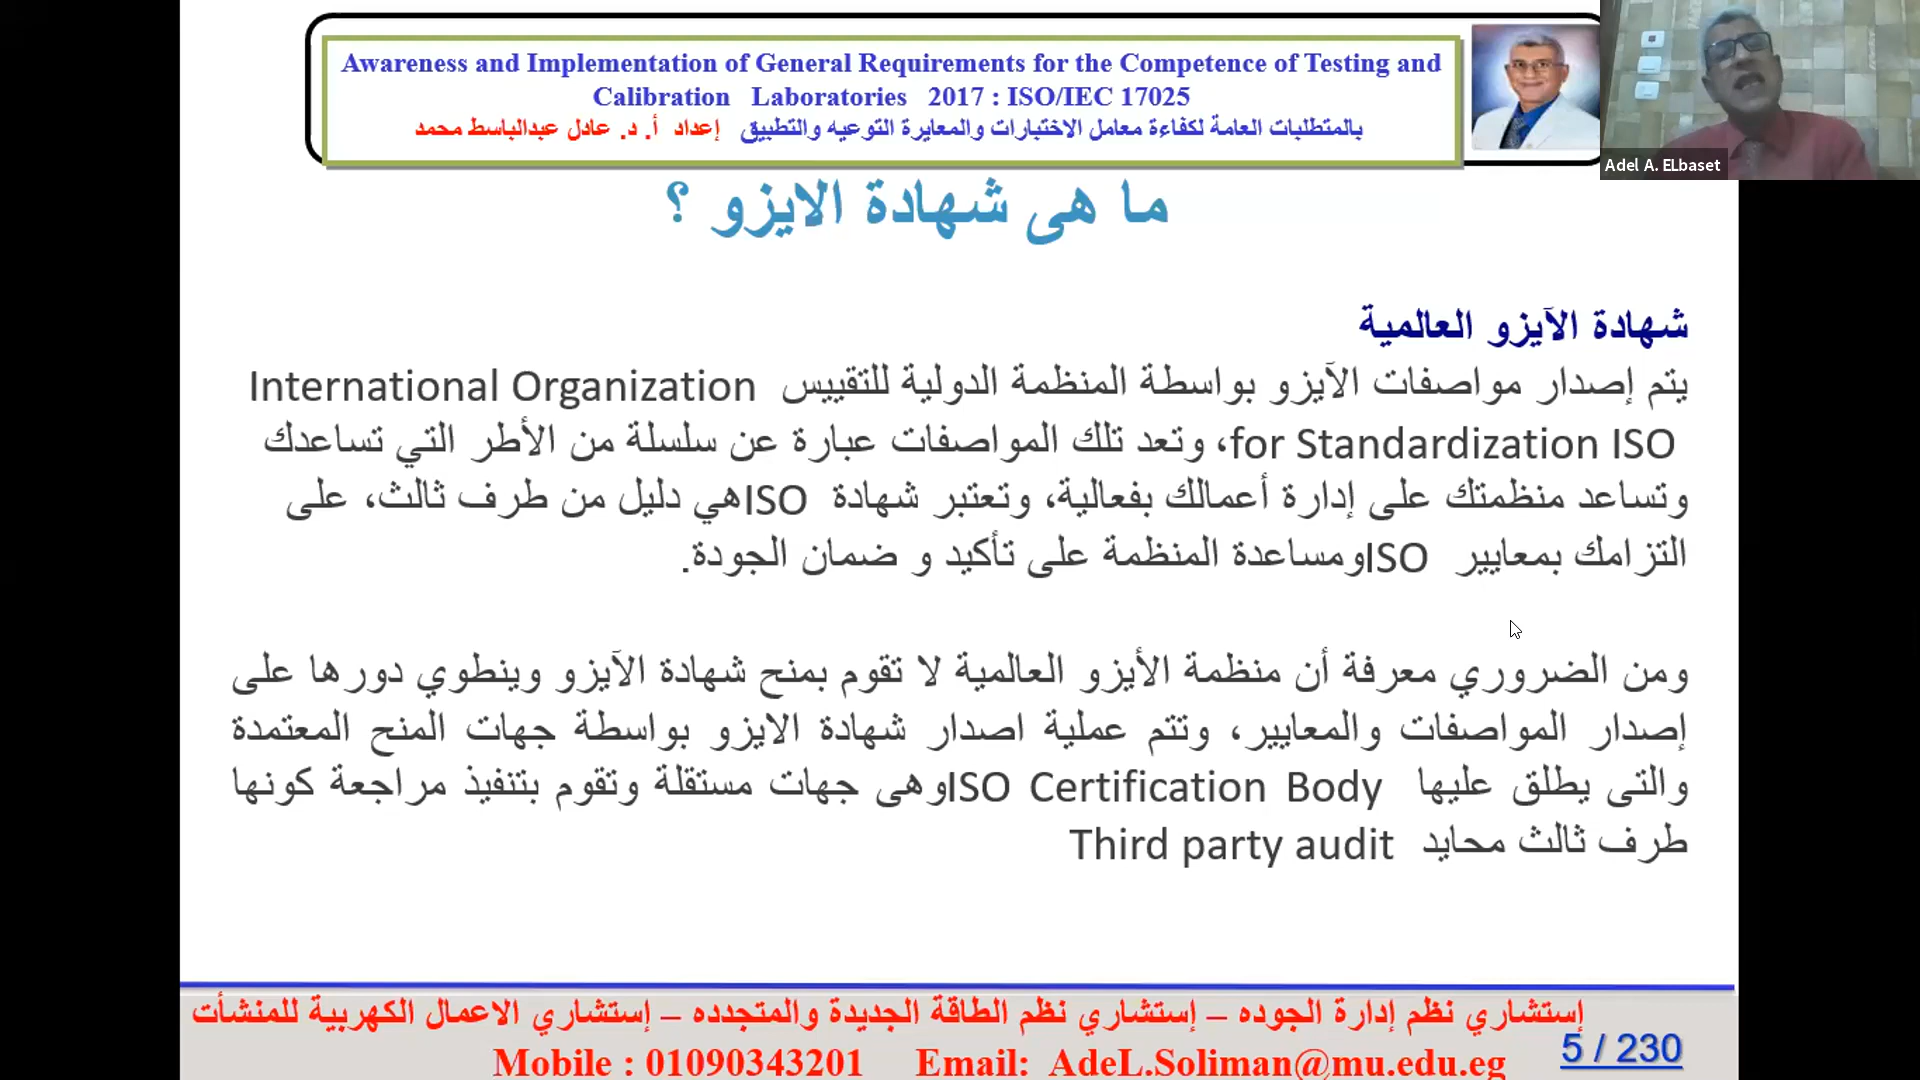 Awareness and Implementation of General Requirements for the Competence of Testing and
Calibration Laboratories 2017 : ISO/IEC 17025
بالمتطلبات العامة لكفاءة معامل الاختبارات والمعايرة التوعيه والتطبيق إعداد أ. د. عادل عبدالباسط محمد
Adel A. ELbaset
ما هى شهادة الايزو ؟
شهادة الآيزو العالمية
يتم إصدار مواصفات الآيزو بواسطة المنظمة الدولية للتقييس International Organization
for Standardization ISO، وتعد تلك المواصفات عبارة عن سلسلة من الأطر التي تساعدك
وتساعد منظمتك على إدارة أعمالك بفعالية، وتعتبر شهادة ISOهي دليل من طرف ثالث، على
التزامك بمعايير ISOومساعدة المنظمة على تأكيد و ضمان الجودة.
ومن الضروري معرفة أن منظمة الأيزو العالمية لا تقوم بمنح شهادة الآيزو وينطوي دورها على
إصدار المواصفات والمعايير، وتتم عملية اصدار شهادة الايزو بواسطة جهات المنح المعتمدة
والتى يطلق عليها ISO Certification Bodyوهى جهات مستقلة وتقوم بتنفيذ مراجعة كونها
طرف ثالث محايد Third party audit
إستشاري نظم إدارة الجوده – إستشاري نظم الطاقة الجديدة والمتجدده – إستشاري الاعمال الكهربية للمنشأت
Mobile : 01090343201 Email: AdeL.Soliman@mu.edu.eg
5 / 230